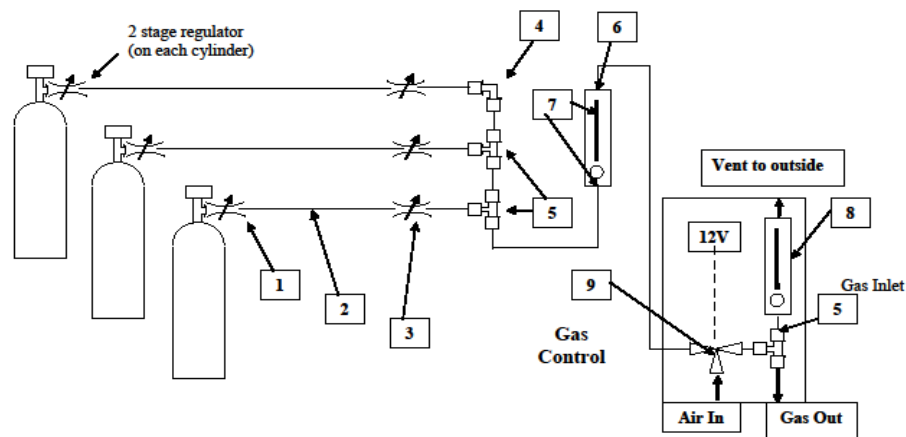 2 stage regulator
(on each cylinder)
4
6
7
Vent to outside
5
12V
8
1
9
Gas Inlet
2
5
3
Gas
Control
Air In
Gas Out